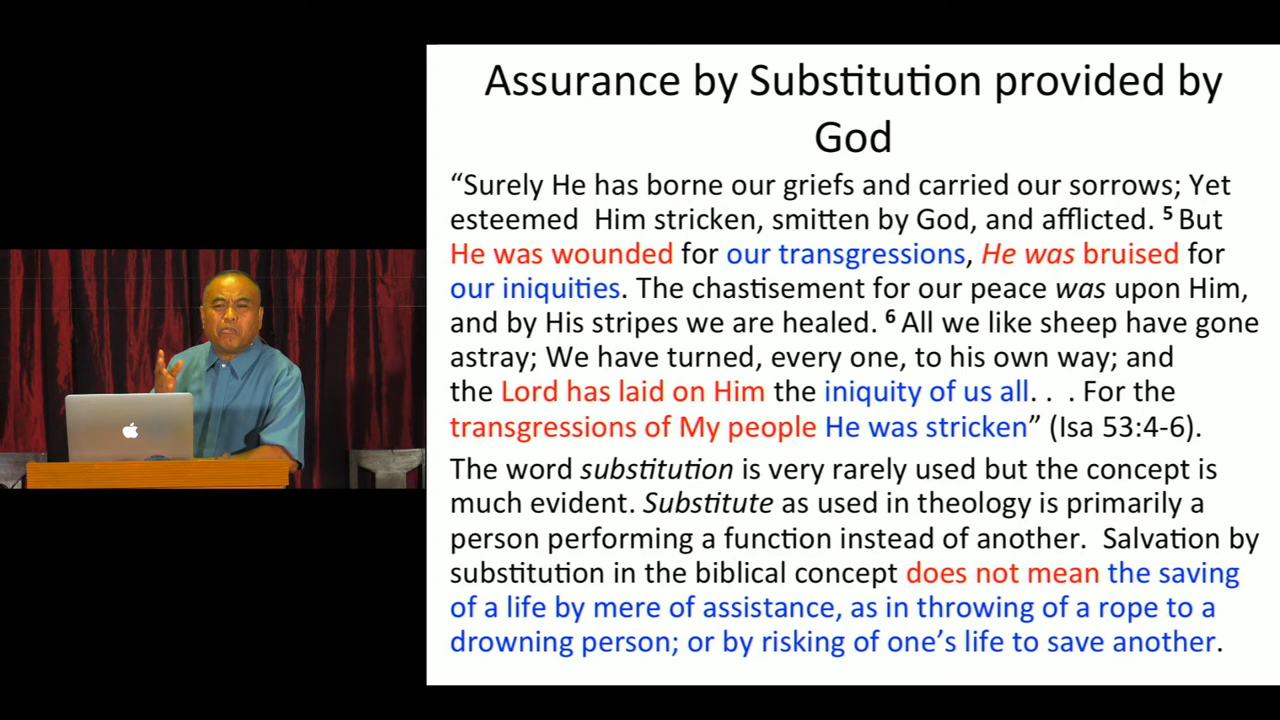 Assurance by Substitution provided by
God
“Surely He has borne our griefs and carried our sorrows; Yet
esteemed  Him stricken, smitten by God, and afflicted. 5 But
He was wounded for our transgressions, He was bruised for
our iniquities. The chastisement for our peace was upon Him,
and by His stripes we are healed. 6 All we like sheep have gone
astray; We have turned, every one, to his own way; and
the Lord has laid on Him the iniquity of us all. .  . For the
transgressions of My people He was stricken” (Isa 53:4-6).
The word substitution is very rarely used but the concept is
much evident. Substitute as used in theology is primarily a
person performing a function instead of another.  Salvation by
substitution in the biblical concept does not mean the saving
of a life by mere of assistance, as in throwing of a rope to a
drowning person; or by risking of one’s life to save another.